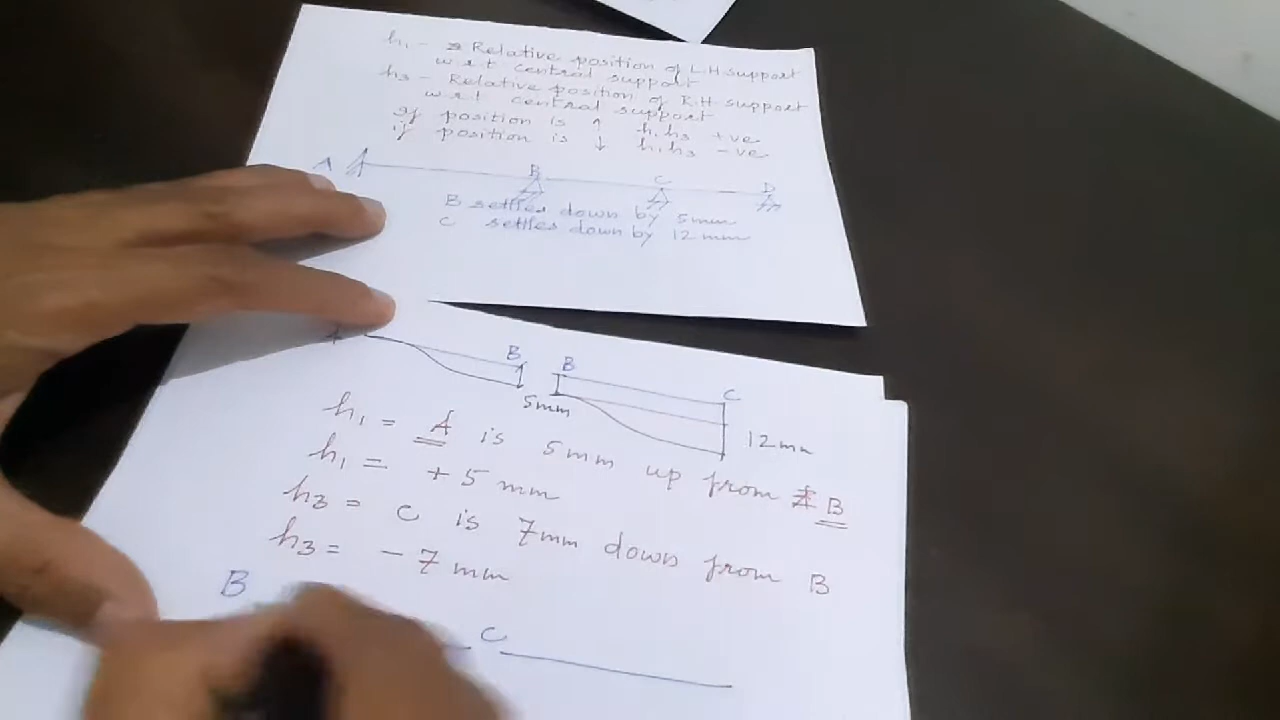 h₁ - Relative position of L.H support
w r t central support
h₃ - Relative position of R.H support
w r t central support
if position is ↑ h₁ h₃ +ve
if position is ↓ h₁ h₃ -ve
A B C D
B settles down by 5mm
C settles down by 12 mm
B B C
5mm 12mm
h₁ = A is 5mm up from B
h₁ = + 5 mm
h₃ = C is 7mm down from B
h₃ = - 7 mm
B
C